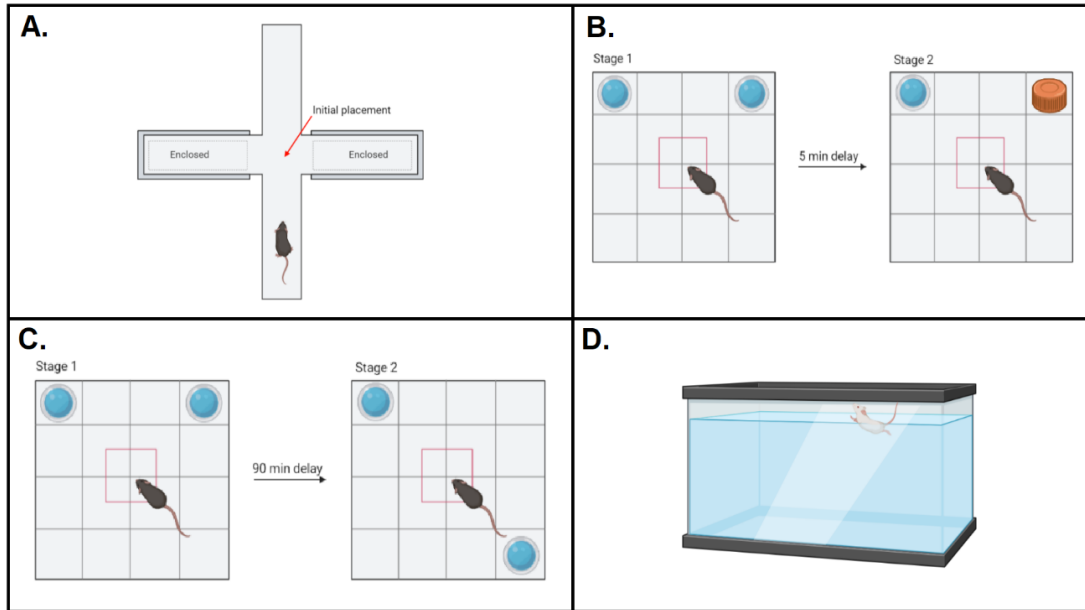 A.
Initial placement
Enclosed
Enclosed
B.
Stage 1
Stage 2
5 min delay
C.
Stage 1
Stage 2
90 min delay
D.